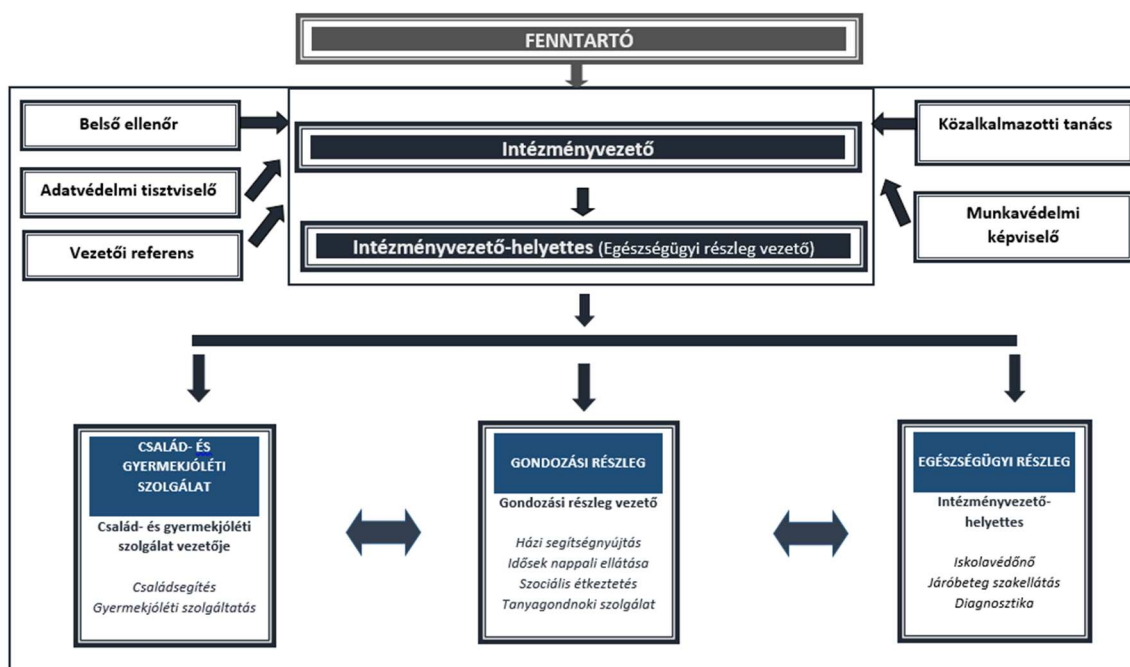 FENNTARTÓ
Belső ellenőr
Közalkalmazotti tanács
Intézményvezető
Adatvédelmi tisztviselő
Munkavédelmi
képviselő
Vezetői referens
Intézményvezető-helyettes (Egészségügyi részleg vezető)
CSALÁD- ÉS
GYERMEKJÓLÉTI
SZOLGÁLAT
Család- és gyermekjóléti
szolgálat vezetője
Családsegítés
Gyermekjóléti szolgáltatás
GONDOZÁSI RÉSZLEG
Gondozási részleg vezető
Házi segítségnyújtás
Idősek nappali ellátása
Szociális étkeztetés
Tanyagondnoki szolgálat
EGÉSZSÉGÜGYI RÉSZLEG
Intézményvezető-
helyettes
Iskolavédőnő
Járóbeteg szakellátás
Diagnosztika